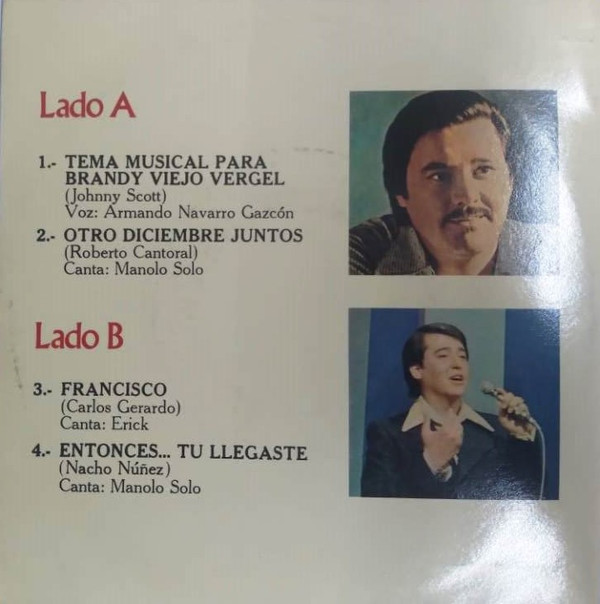 Lado A
1.- TEMA MUSICAL PARA
BRANDY VIEJO VERGEL
(Johnny Scott)
Voz: Armando Navarro Gazcón
2.- OTRO DICIEMBRE JUNTOS
(Roberto Cantoral)
Canta: Manolo Solo
Lado B
3.- FRANCISCO
(Carlos Gerardo)
Canta: Erick
4.- ENTONCES... TU LLEGASTE
(Nacho Núñez)
Canta: Manolo Solo